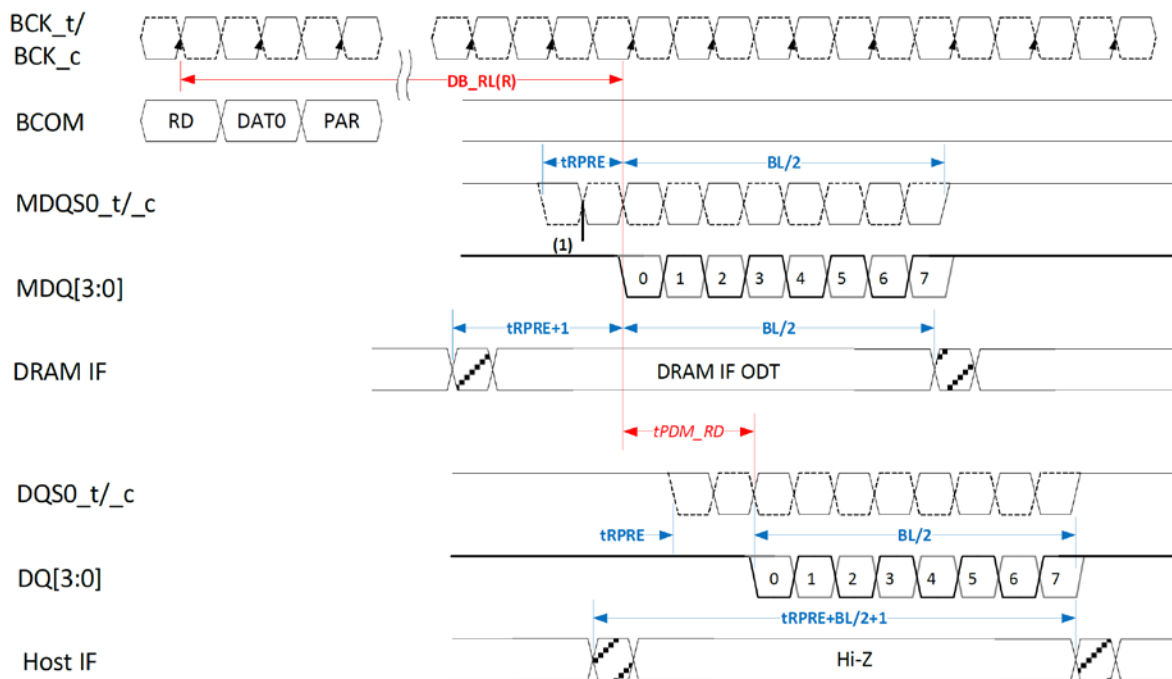 BCK_t/
BCK_c
DB_RL(R)
BCOM
RD DAT0 PAR
tRPRE BL/2
MDQS0_t/_c
(1)
MDQ[3:0]
0 1 2 3 4 5 6 7
tRPRE+1 BL/2
DRAM IF
DRAM IF ODT
tPDM_RD
DQS0_t/_c
tRPRE BL/2
DQ[3:0]
0 1 2 3 4 5 6 7
tRPRE+BL/2+1
Host IF
Hi-Z